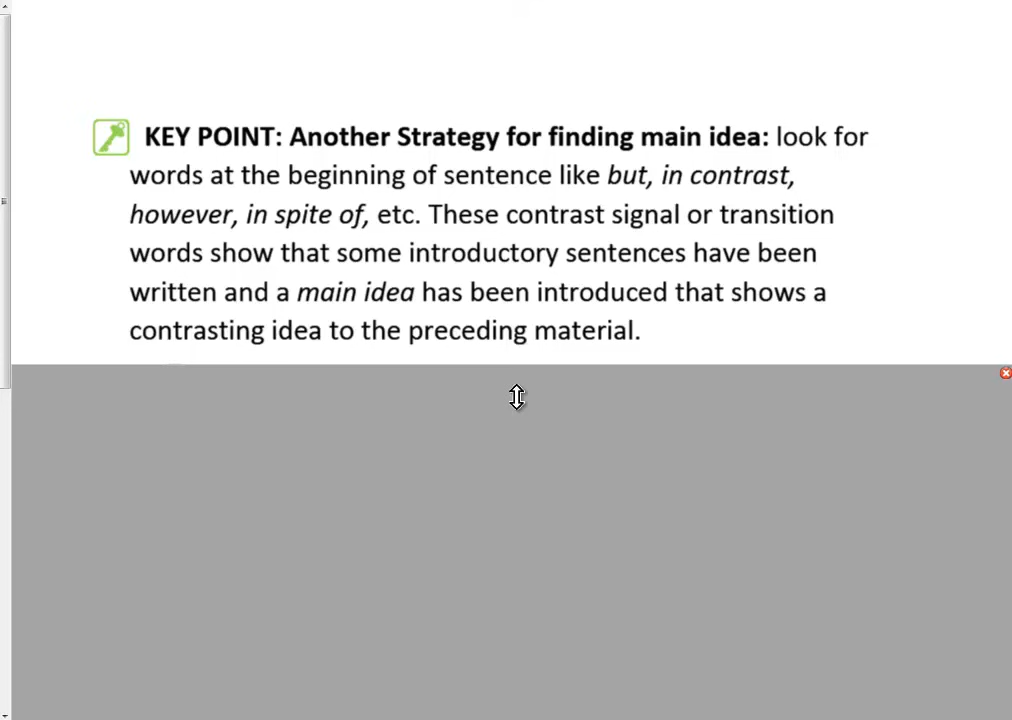 KEY POINT: Another Strategy for finding main idea: look for
words at the beginning of sentence like but, in contrast,
however, in spite of, etc. These contrast signal or transition
words show that some introductory sentences have been
written and a main idea has been introduced that shows a
contrasting idea to the preceding material.